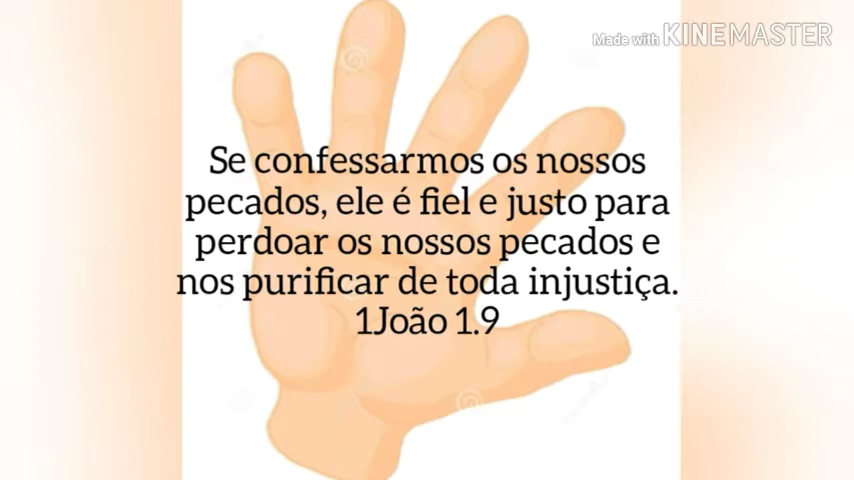 Made with KINEMASTER
Se confessarmos os nossos
pecados, ele é fiel e justo para
perdoar os nossos pecados e
nos purificar de toda injustiça.
1João 1.9